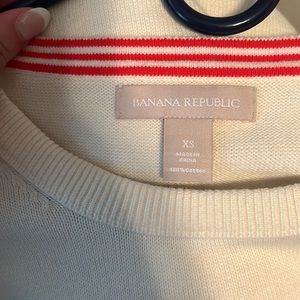 BANANA REPUBLIC
XS
MADE IN
CHINA
100% Cotton